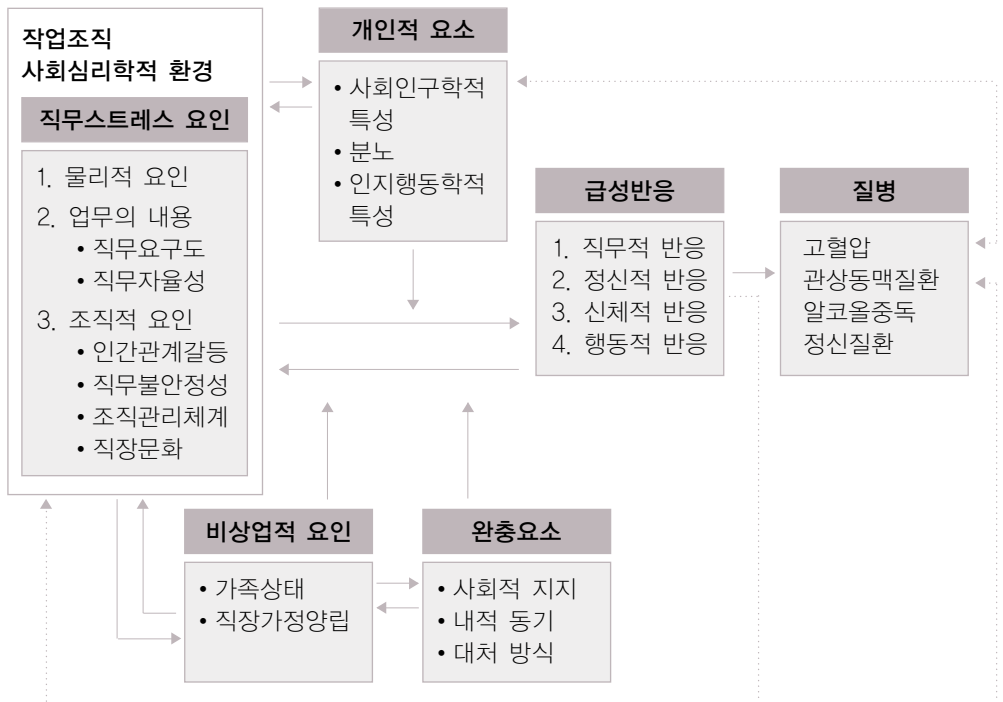 작업조직
사회심리학적 환경
직무스트레스 요인
1. 물리적 요인
2. 업무의 내용
• 직무요구도
• 직무자율성
3. 조직적 요인
• 인간관계갈등
• 직무불안정성
• 조직관리체계
• 직장문화
개인적 요소
• 사회인구학적
특성
• 분노
• 인지행동학적
특성
급성반응
1. 직무적 반응
2. 정신적 반응
3. 신체적 반응
4. 행동적 반응
질병
고혈압
관상동맥질환
알코올중독
정신질환
비상업적 요인
• 가족상태
• 직장가정양립
완충요소
• 사회적 지지
• 내적 동기
• 대처 방식